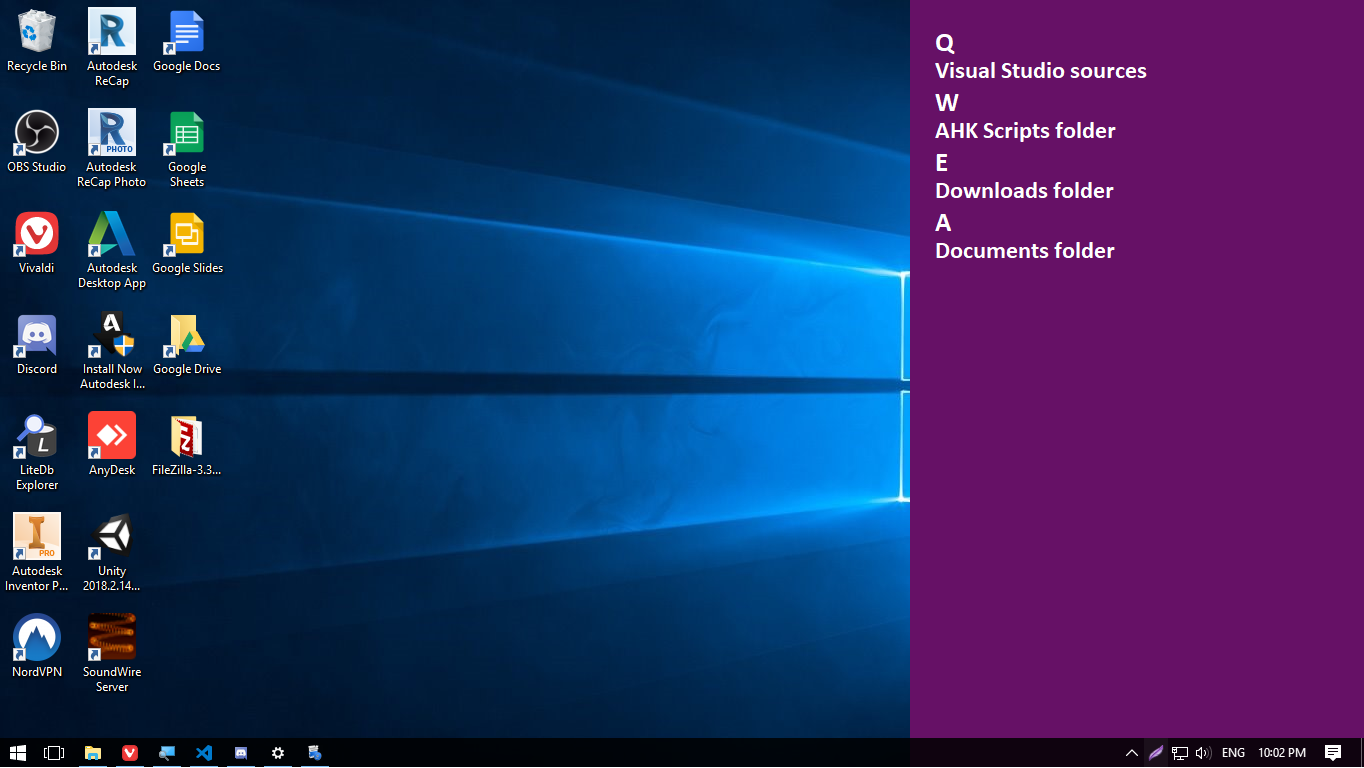 Recycle Bin
Autodesk
ReCap
Google Docs
OBS Studio
Autodesk
ReCap Photo
PHOTO
Google
Sheets
Vivaldi
Autodesk
Desktop App
Google Slides
Discord
Install Now
Autodesk I...
Google Drive
LiteDb
Explorer
AnyDesk
FileZilla-3.3...
PRO
Autodesk
Inventor P...
Unity
2018.2.14...
NordVPN
SoundWire
Server
Q
Visual Studio sources
W
AHK Scripts folder
E
Downloads folder
A
Documents folder
ENG
10:02 PM